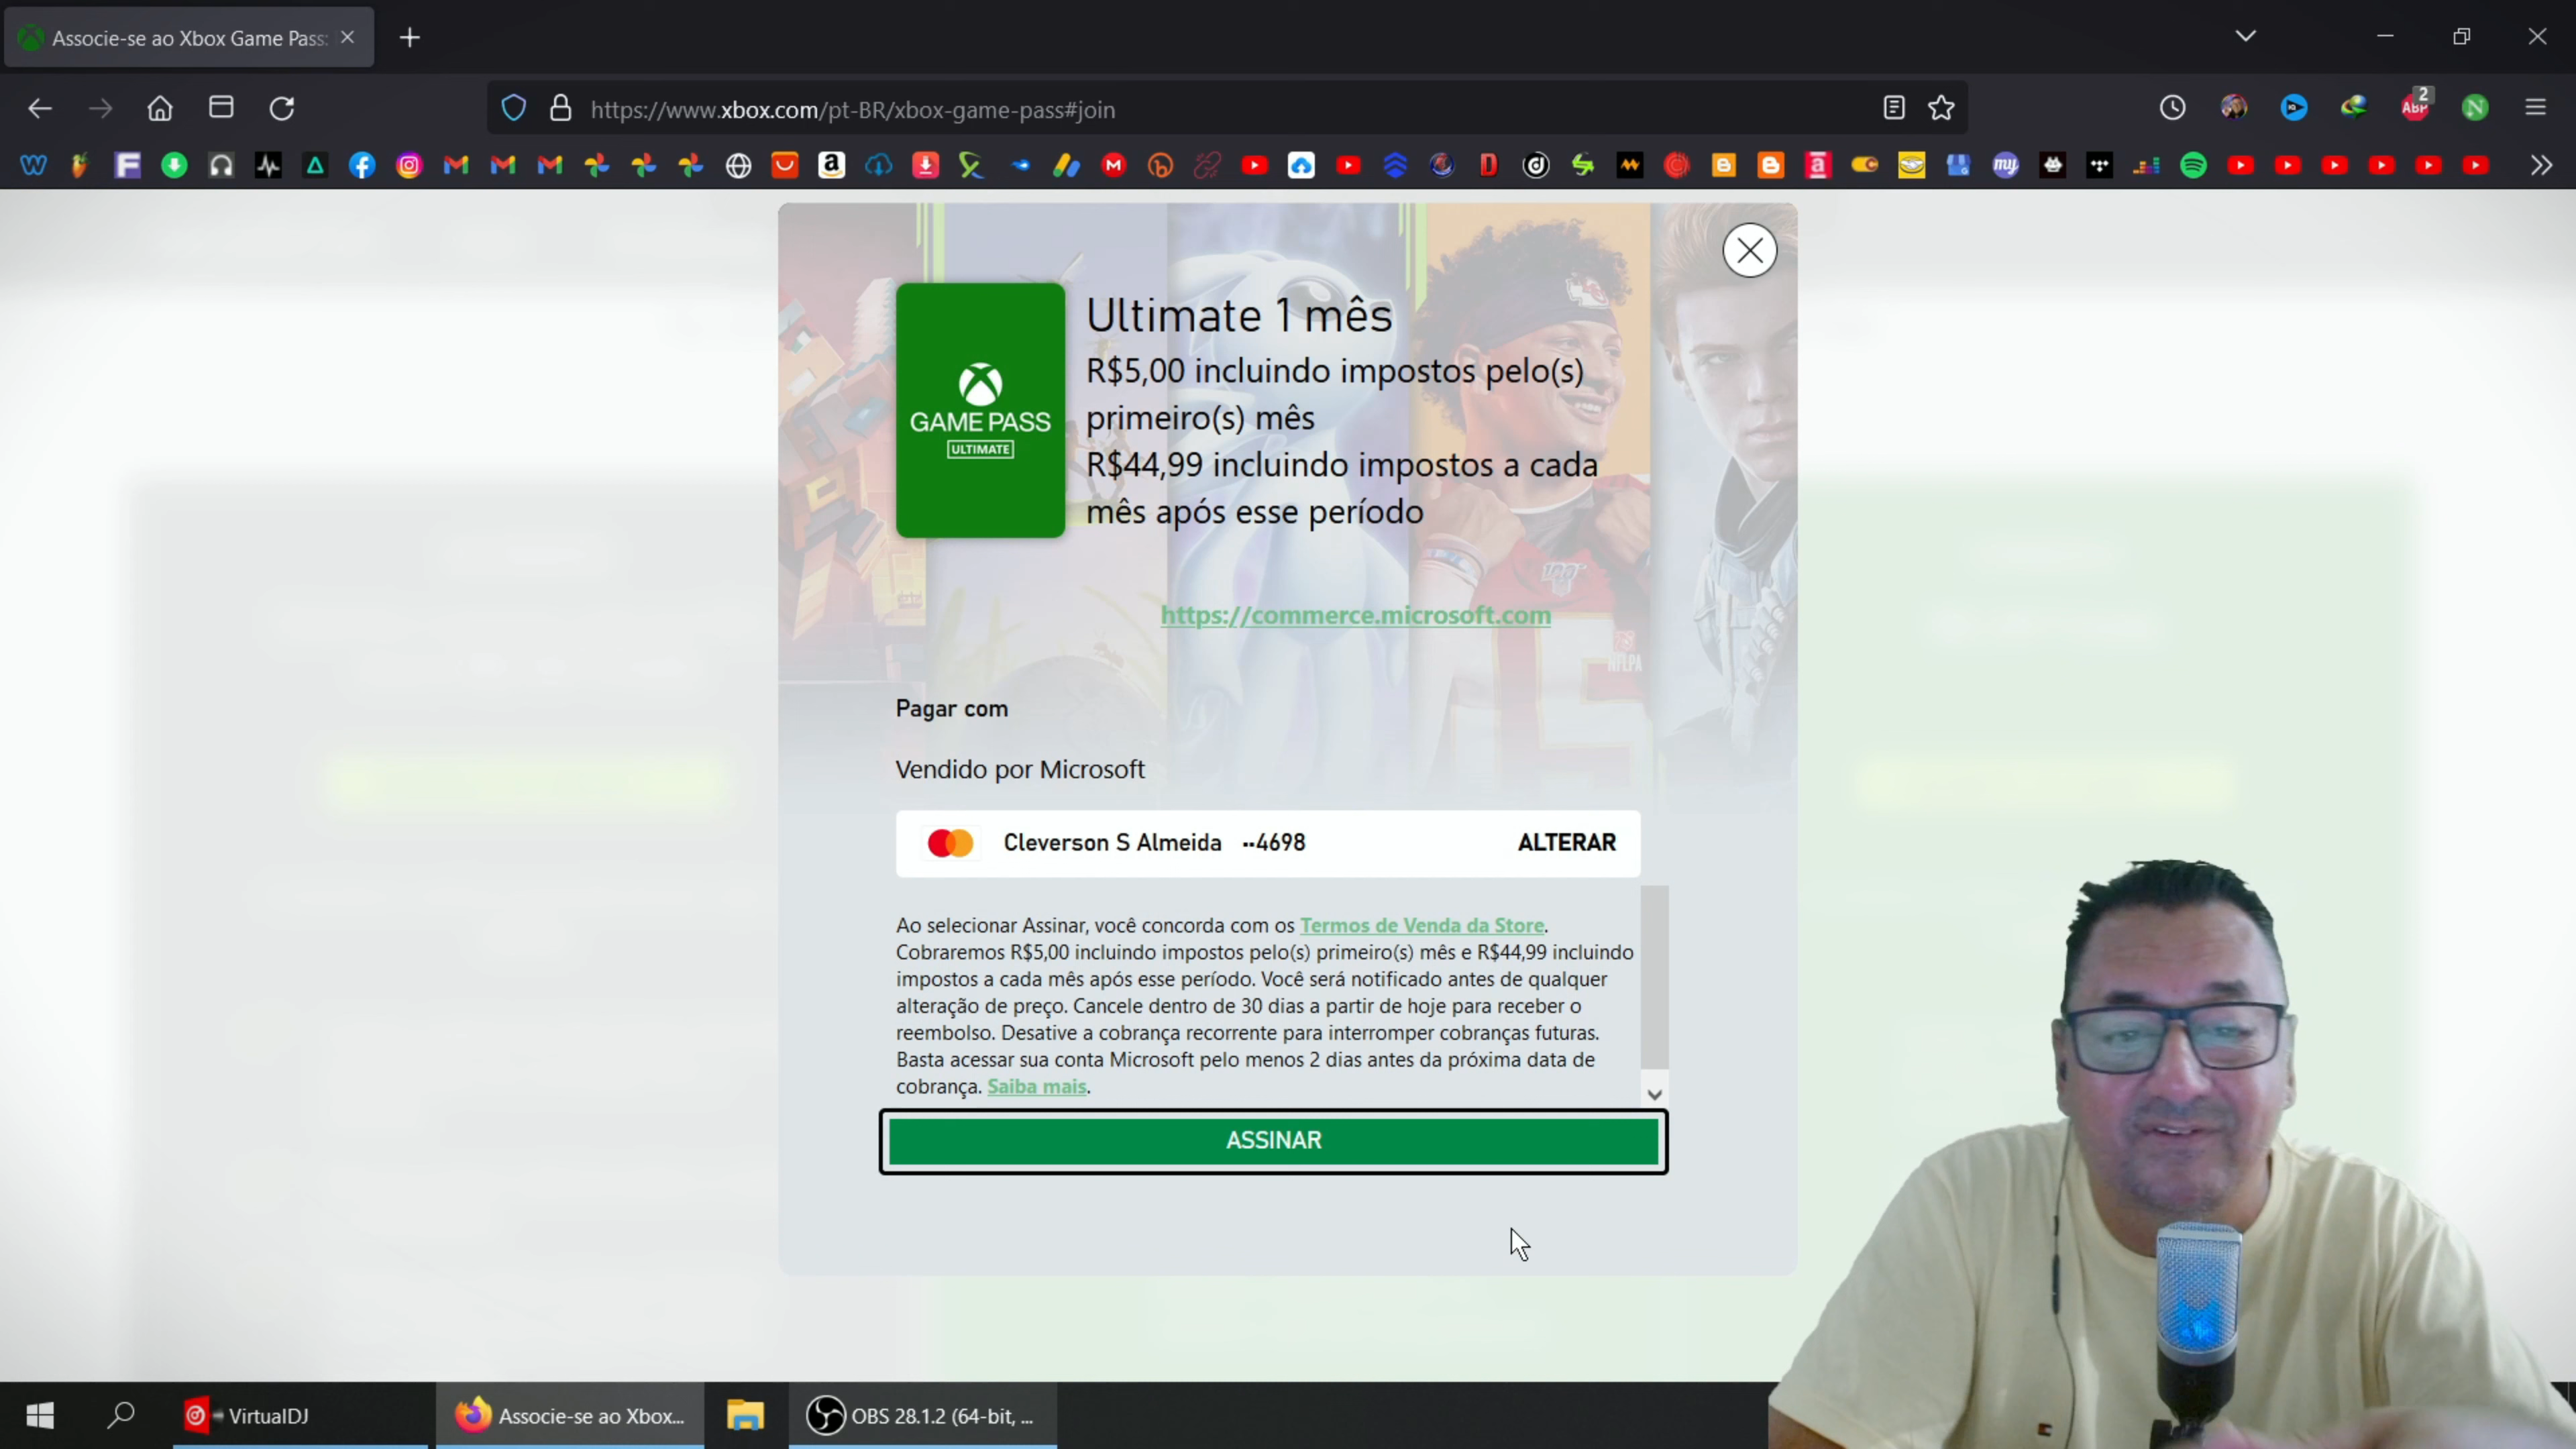 Associe-se ao Xbox Game Pass:
https://www.xbox.com/pt-BR/xbox-game-pass#join
2
ABP
N
my
Ultimate 1 mês
R$5,00 incluindo impostos pelo(s)
primeiro(s) mês
R$44,99 incluindo impostos a cada
mês após esse período
GAME PASS
ULTIMATE
https://commerce.microsoft.com
NFLPA
Pagar com
Vendido por Microsoft
Cleverson S Almeida ··4698 ALTERAR
Ao selecionar Assinar, você concorda com os Termos de Venda da Store.
Cobraremos R$5,00 incluindo impostos pelo(s) primeiro(s) mês e R$44,99 incluindo
impostos a cada mês após esse período. Você será notificado antes de qualquer
alteração de preço. Cancele dentro de 30 dias a partir de hoje para receber o
reembolso. Desative a cobrança recorrente para interromper cobranças futuras.
Basta acessar sua conta Microsoft pelo menos 2 dias antes da próxima data de
cobrança. Saiba mais.
ASSINAR
VirtualDJ
Associe-se ao Xbox...
OBS 28.1.2 (64-bit, ...